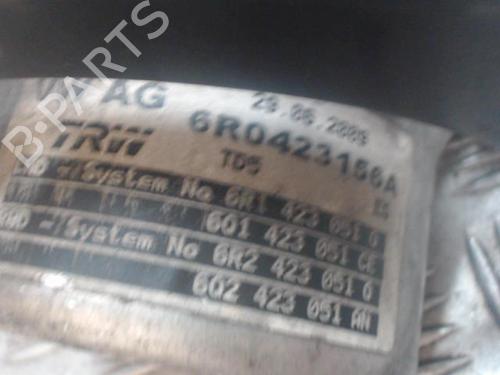 AG 29.06.2009
6R0423156A
TRW TD5
-/System No 6R1 423 051 Q
6Q1 423 051 CE
-/System No 6R2 423 051 Q
6Q2 423 051 AN
B-Parts